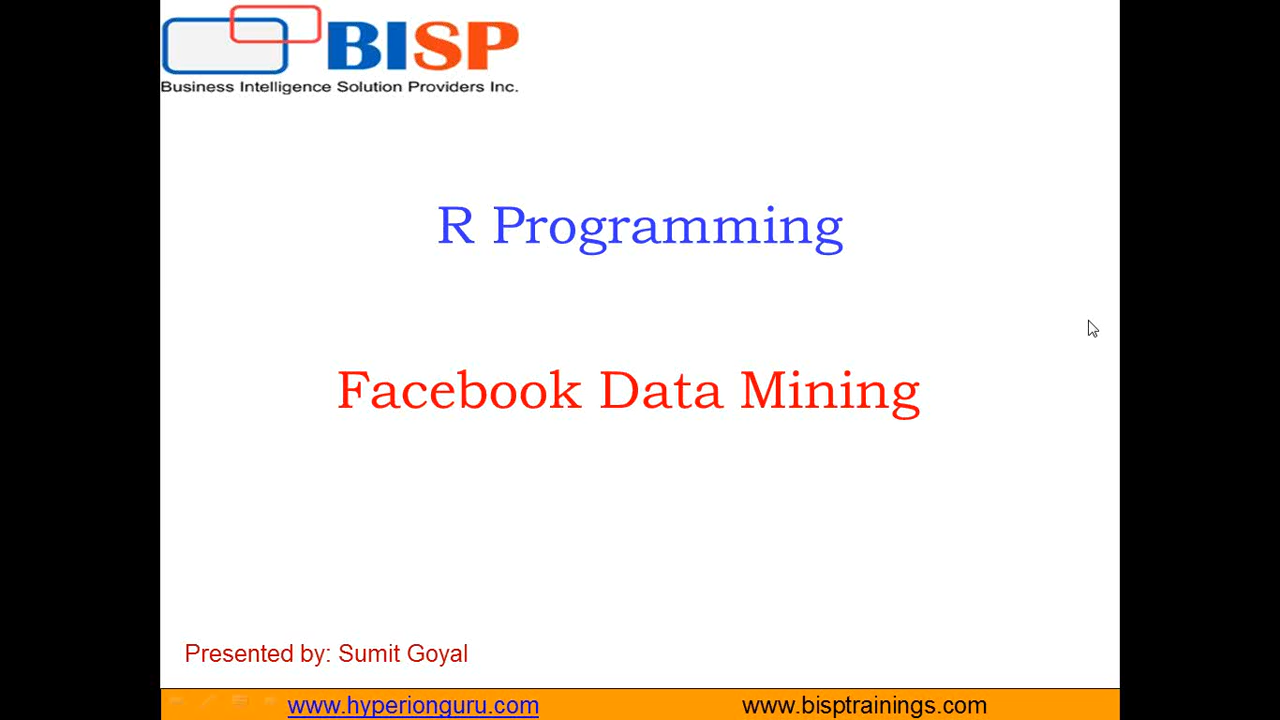 BISP
Business Intelligence Solution Providers Inc.
R Programming
Facebook Data Mining
Presented by: Sumit Goyal
www.hyperionguru.com
www.bisptrainings.com